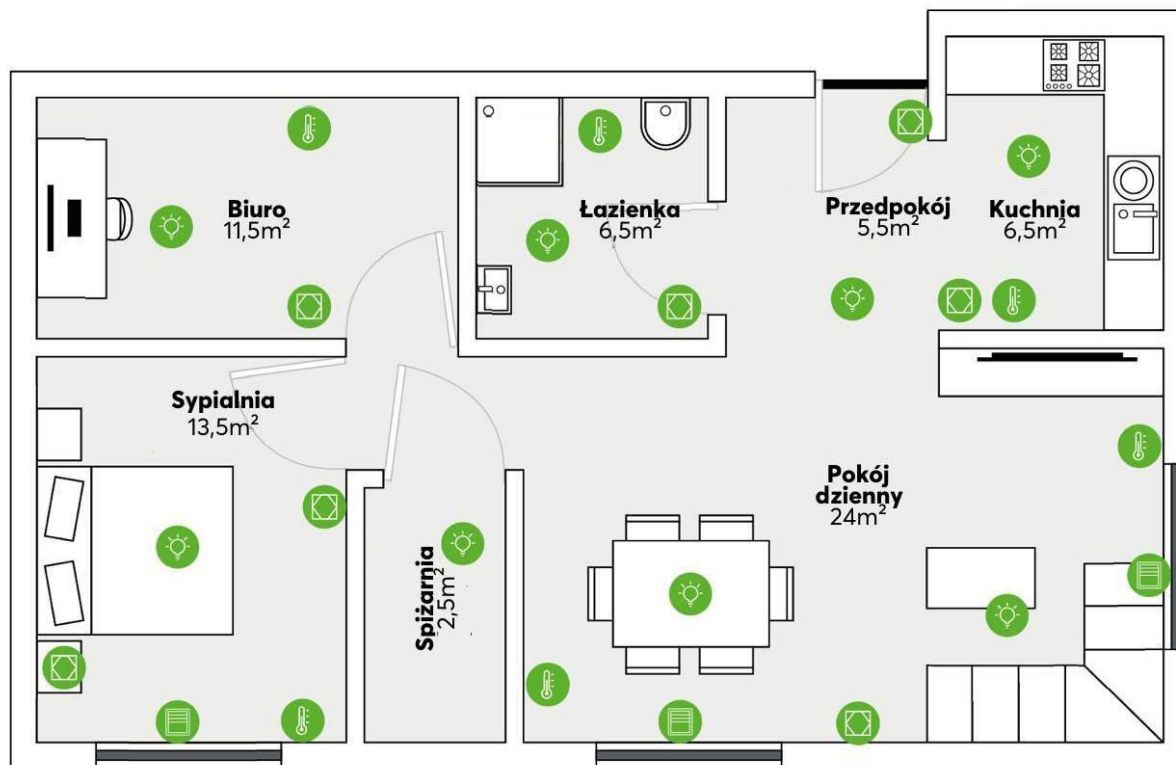 Biuro
11,5m²
Łazienka
6,5m²
Przedpokój
5,5m²
Kuchnia
6,5m²
Sypialnia
13,5m²
Pokój
dzienny
24m²
Spiżarnia
2,5m²